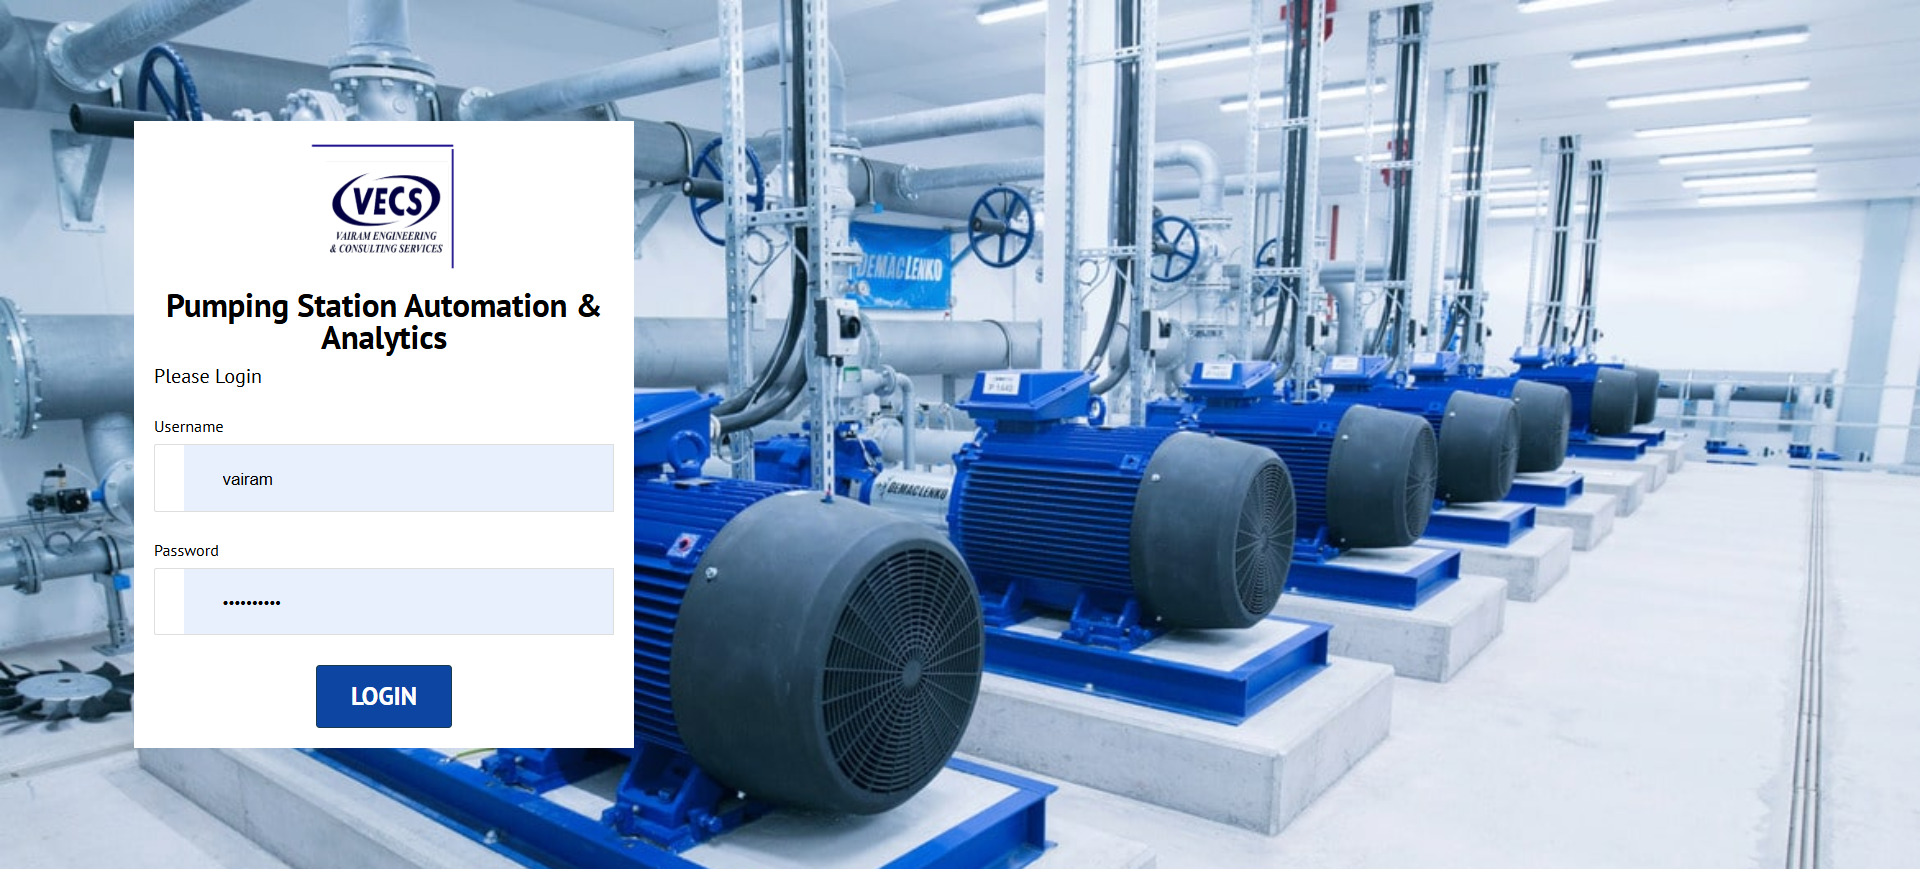 VECS
VAIRAM ENGINEERING
& CONSULTING SERVICES
Pumping Station Automation &
Analytics
Please Login
Username
vairam
Password
••••••••••
LOGIN
DEMACLENKO
DEMACLENKO